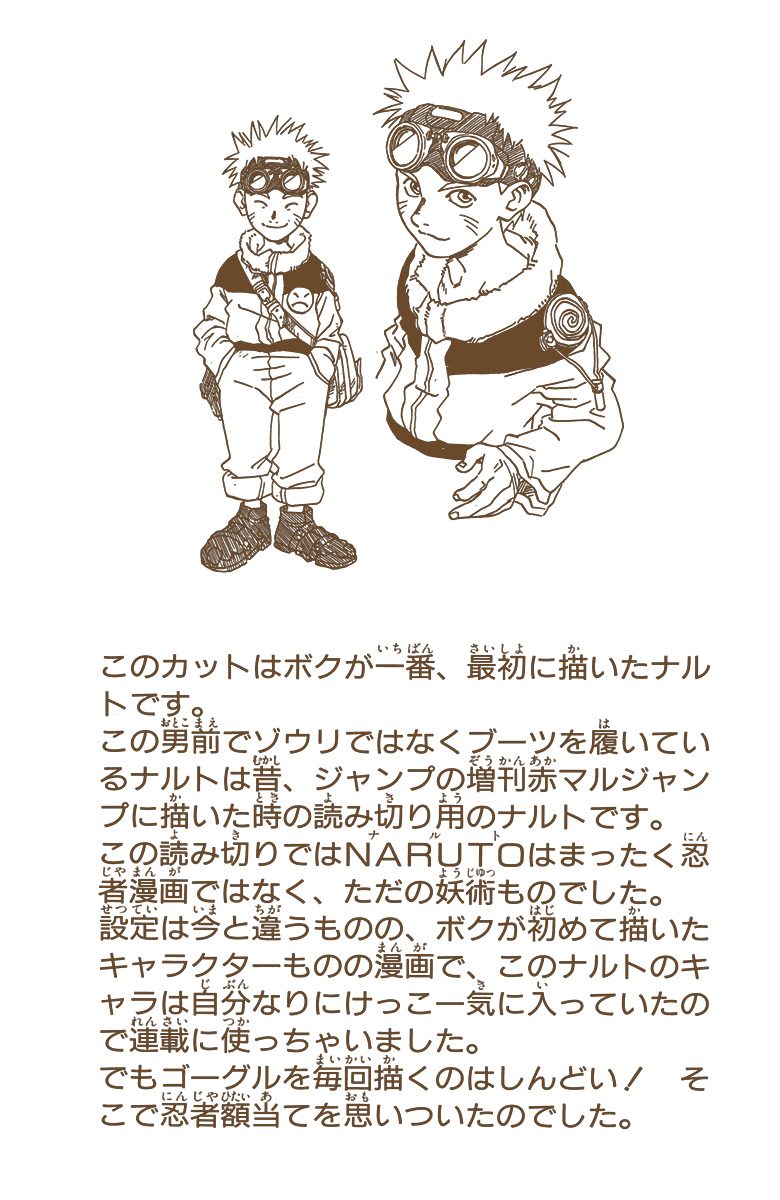 このカットはボクが一番、最初に描いたナル
トです。
この男前でゾウリではなくブーツを履いてい
るナルトは昔、ジャンプの増刊赤マルジャン
プに描いた時の読み切り用のナルトです。
この読み切りではNARUTOはまったく忍
者漫画ではなく、ただの妖術ものでした。
設定は今と違うものの、ボクが初めて描いた
キャラクターものの漫画で、このナルトのキ
ャラは自分なりにけっこー気に入っていたの
で連載に使っちゃいました。
でもゴーグルを毎回描くのはしんどい！　そ
こで忍者額当てを思いついたのでした。